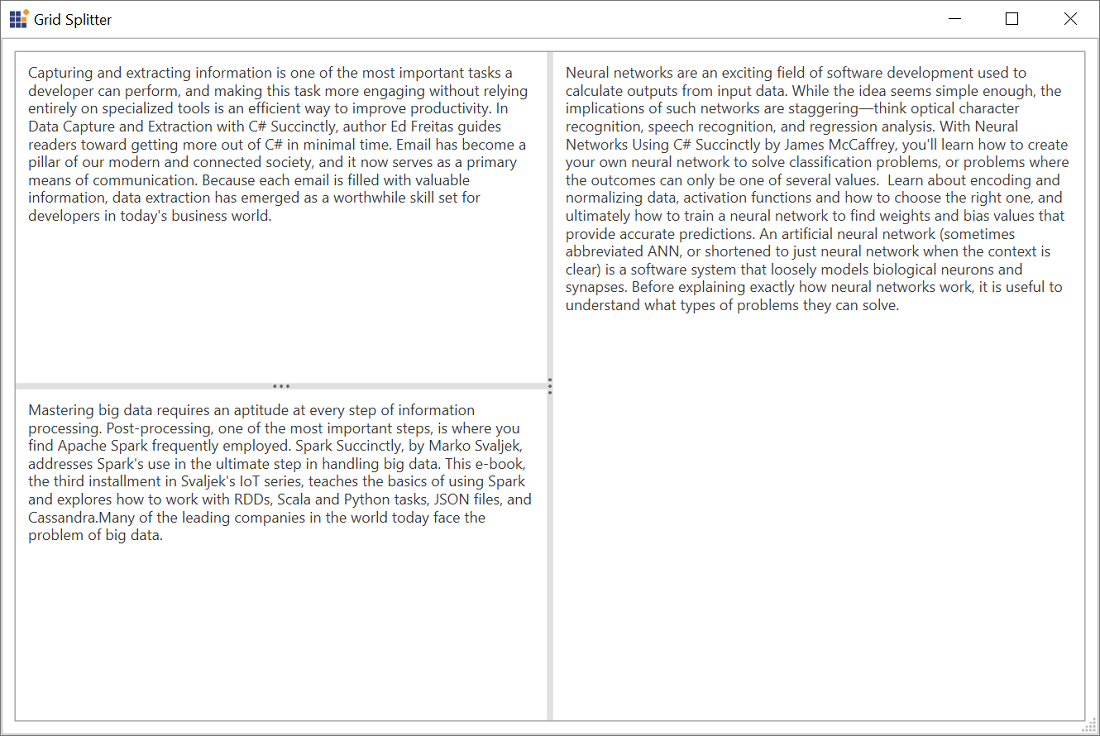 Grid Splitter
Capturing and extracting information is one of the most important tasks a
developer can perform, and making this task more engaging without relying
entirely on specialized tools is an efficient way to improve productivity. In
Data Capture and Extraction with C# Succinctly, author Ed Freitas guides
readers toward getting more out of C# in minimal time. Email has become a
pillar of our modern and connected society, and it now serves as a primary
means of communication. Because each email is filled with valuable
information, data extraction has emerged as a worthwhile skill set for
developers in today's business world.
Mastering big data requires an aptitude at every step of information
processing. Post-processing, one of the most important steps, is where you
find Apache Spark frequently employed. Spark Succinctly, by Marko Svaljek,
addresses Spark's use in the ultimate step in handling big data. This e-book,
the third installment in Svaljek's IoT series, teaches the basics of using Spark
and explores how to work with RDDs, Scala and Python tasks, JSON files, and
Cassandra.Many of the leading companies in the world today face the
problem of big data.
Neural networks are an exciting field of software development used to
calculate outputs from input data. While the idea seems simple enough, the
implications of such networks are staggering—think optical character
recognition, speech recognition, and regression analysis. With Neural
Networks Using C# Succinctly by James McCaffrey, you'll learn how to create
your own neural network to solve classification problems, or problems where
the outcomes can only be one of several values.  Learn about encoding and
normalizing data, activation functions and how to choose the right one, and
ultimately how to train a neural network to find weights and bias values that
provide accurate predictions. An artificial neural network (sometimes
abbreviated ANN, or shortened to just neural network when the context is
clear) is a software system that loosely models biological neurons and
synapses. Before explaining exactly how neural networks work, it is useful to
understand what types of problems they can solve.